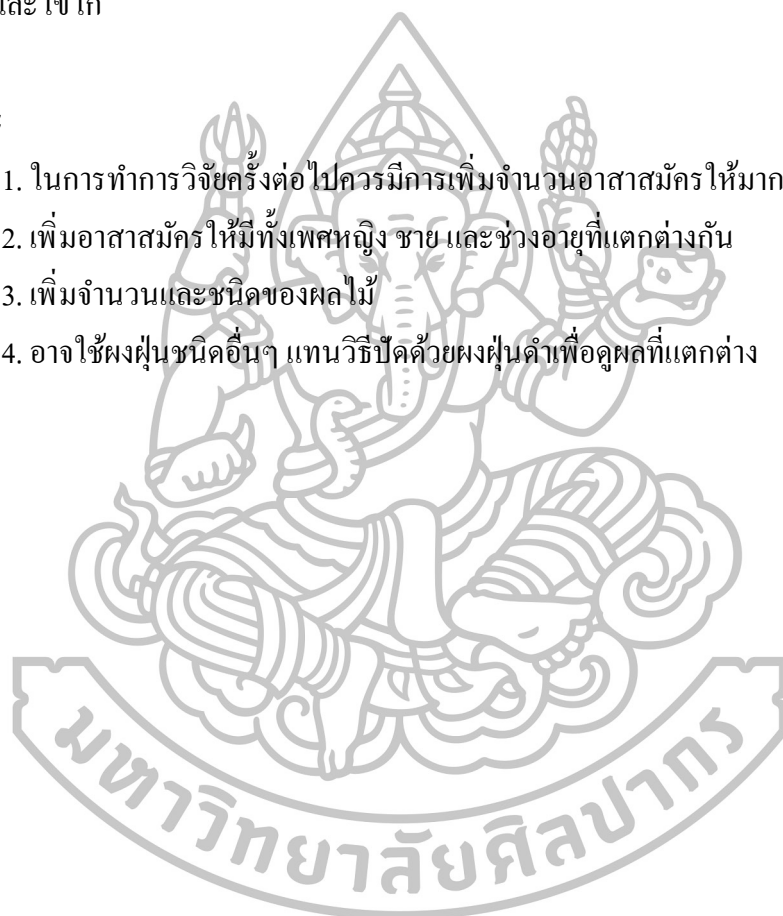 1. ในการทำการวิจัยครั้งต่อไปควรมีการเพิ่มจำนวนอาสาสมัครให้มาก
2. เพิ่มอาสาสมัครให้มีทั้งเพศหญิง ชาย และช่วงอายุที่แตกต่างกัน
3. เพิ่มจำนวนและชนิดของผลไม้
4. อาจใช้ผงฝุ่นชนิดอื่นๆ แทนวิธีปัดด้วยผงฝุ่นดำเพื่อดูผลที่แตกต่าง
มหาวิทยาลัยศิลปากร